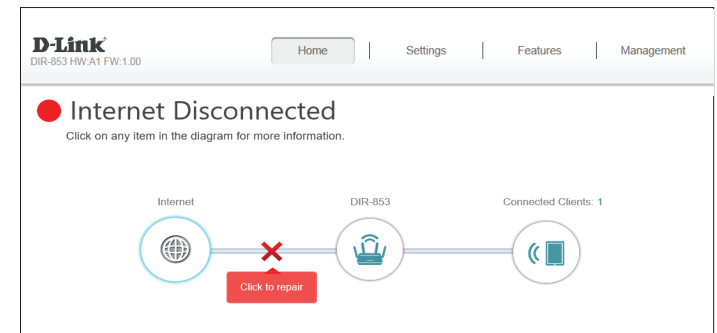 D-Link
DIR-853 HW:A1 FW:1.00
Home
Settings
Features
Management
Internet Disconnected
Click on any item in the diagram for more information.
Internet
DIR-853
Connected Clients: 1
Click to repair